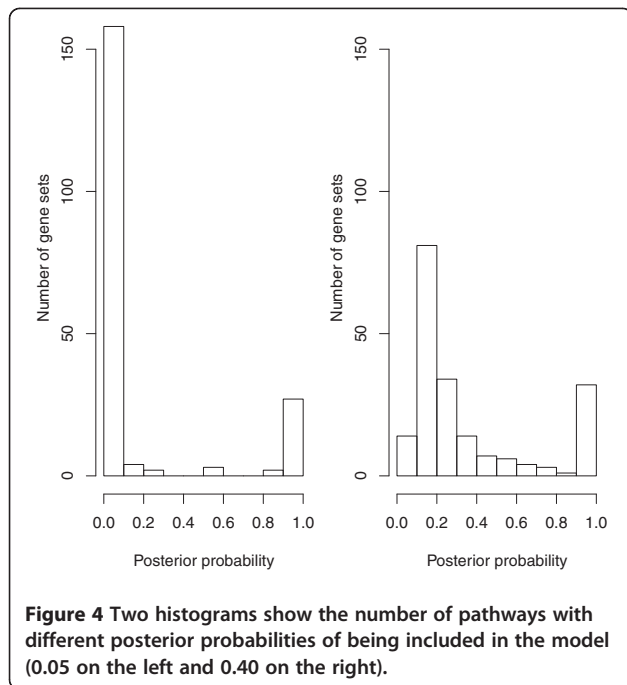 150
100
50
0
Number of gene sets
0.0 0.2 0.4 0.6 0.8 1.0
Posterior probability
150
100
50
0
Number of gene sets
0.0 0.2 0.4 0.6 0.8 1.0
Posterior probability
Figure 4 Two histograms show the number of pathways with
different posterior probabilities of being included in the model
(0.05 on the left and 0.40 on the right).